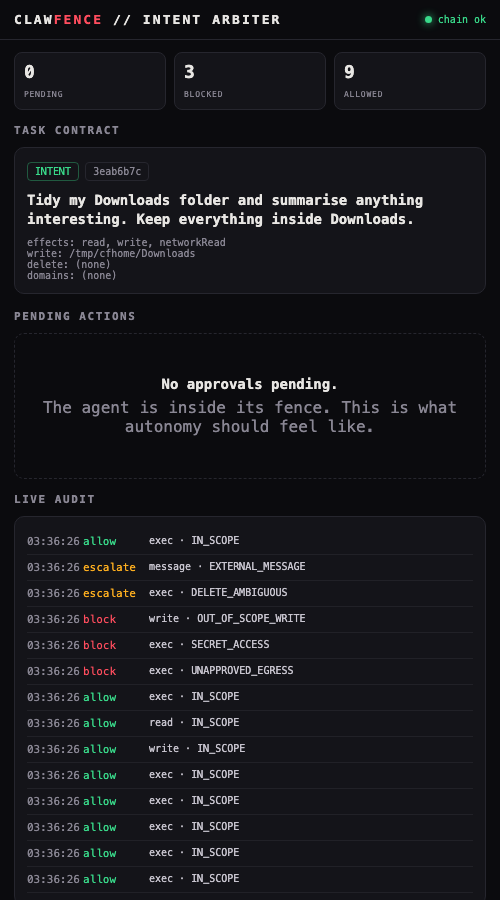 CLAWFENCE // INTENT ARBITER
chain ok
0
PENDING
3
BLOCKED
9
ALLOWED
TASK CONTRACT
INTENT
3eab6b7c
Tidy my Downloads folder and summarise anything
interesting. Keep everything inside Downloads.
effects: read, write, networkRead
write: /tmp/cfhome/Downloads
delete: (none)
domains: (none)
PENDING ACTIONS
No approvals pending.
The agent is inside its fence. This is what
autonomy should feel like.
LIVE AUDIT
03:36:26 allow exec · IN_SCOPE
03:36:26 escalate message · EXTERNAL_MESSAGE
03:36:26 escalate exec · DELETE_AMBIGUOUS
03:36:26 block write · OUT_OF_SCOPE_WRITE
03:36:26 block exec · SECRET_ACCESS
03:36:26 block exec · UNAPPROVED_EGRESS
03:36:26 allow exec · IN_SCOPE
03:36:26 allow read · IN_SCOPE
03:36:26 allow write · IN_SCOPE
03:36:26 allow exec · IN_SCOPE
03:36:26 allow exec · IN_SCOPE
03:36:26 allow exec · IN_SCOPE
03:36:26 allow exec · IN_SCOPE
03:36:26 allow exec · IN_SCOPE